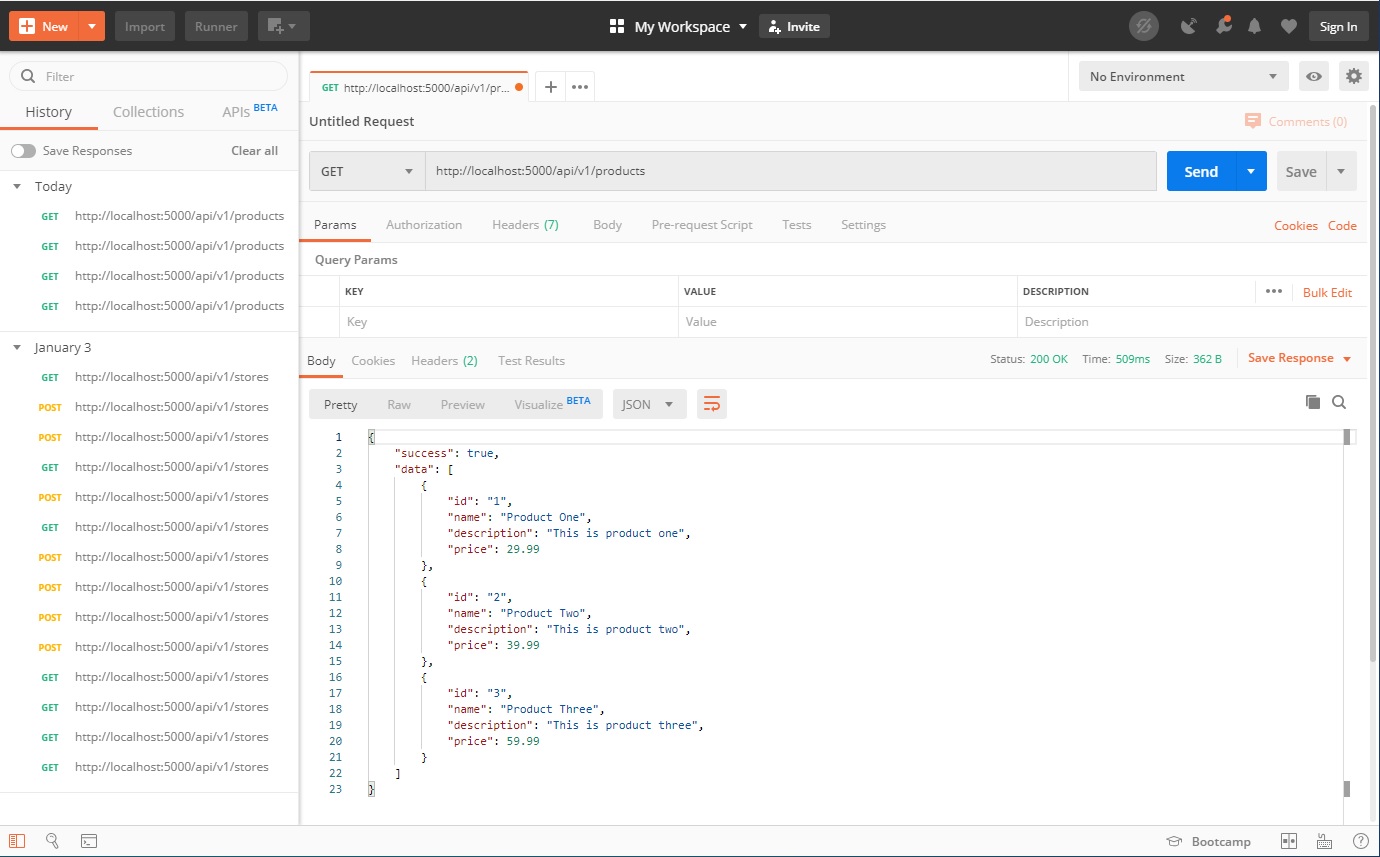 New Import Runner My Workspace Invite Sign In
Filter
History Collections APIs BETA
Save Responses Clear all
Today
GET http://localhost:5000/api/v1/products
GET http://localhost:5000/api/v1/products
GET http://localhost:5000/api/v1/products
GET http://localhost:5000/api/v1/products
January 3
GET http://localhost:5000/api/v1/stores
POST http://localhost:5000/api/v1/stores
POST http://localhost:5000/api/v1/stores
GET http://localhost:5000/api/v1/stores
POST http://localhost:5000/api/v1/stores
GET http://localhost:5000/api/v1/stores
POST http://localhost:5000/api/v1/stores
POST http://localhost:5000/api/v1/stores
POST http://localhost:5000/api/v1/stores
POST http://localhost:5000/api/v1/stores
GET http://localhost:5000/api/v1/stores
GET http://localhost:5000/api/v1/stores
GET http://localhost:5000/api/v1/stores
GET http://localhost:5000/api/v1/stores
GET http://localhost:5000/api/v1/pr... No Environment
Untitled Request Comments (0)
GET http://localhost:5000/api/v1/products Send Save
Params Authorization Headers (7) Body Pre-request Script Tests Settings Cookies Code
Query Params
KEY VALUE DESCRIPTION Bulk Edit
Key Value Description
Body Cookies Headers (2) Test Results Status: 200 OK Time: 509ms Size: 362 B Save Response
Pretty Raw Preview Visualize BETA JSON
1 {
2 "success": true,
3 "data": [
4 {
5 "id": "1",
6 "name": "Product One",
7 "description": "This is product one",
8 "price": 29.99
9 },
10 {
11 "id": "2",
12 "name": "Product Two",
13 "description": "This is product two",
14 "price": 39.99
15 },
16 {
17 "id": "3",
18 "name": "Product Three",
19 "description": "This is product three",
20 "price": 59.99
21 }
22 ]
23 }
Bootcamp